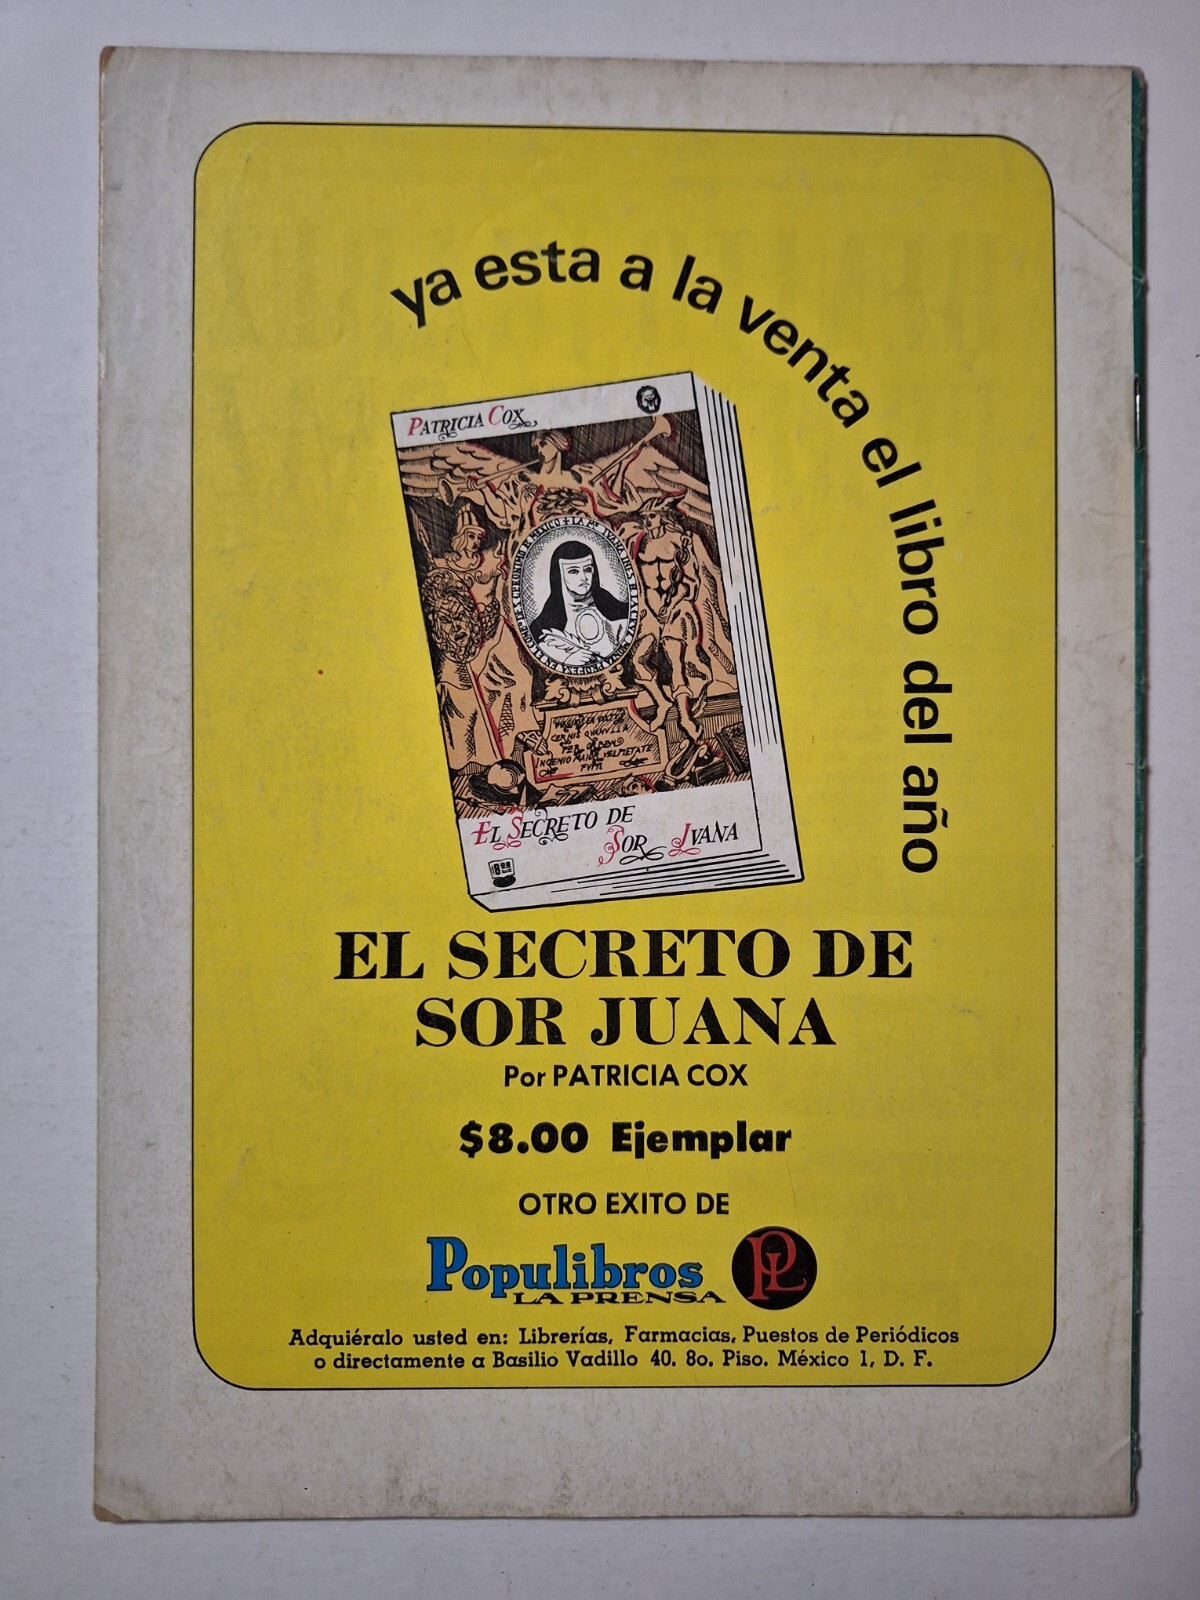 ya esta a la venta el libro del año
PATRICIA COX
EL SECRETO DE
SOR JVANA
EL SECRETO DE
SOR JUANA
Por PATRICIA COX
$8.00 Ejemplar
OTRO EXITO DE
Populibros
LA PRENSA
PL
Adquiéralo usted en: Librerías, Farmacias, Puestos de Periódicos
o directamente a Basilio Vadillo 40. 8o. Piso. México 1, D. F.